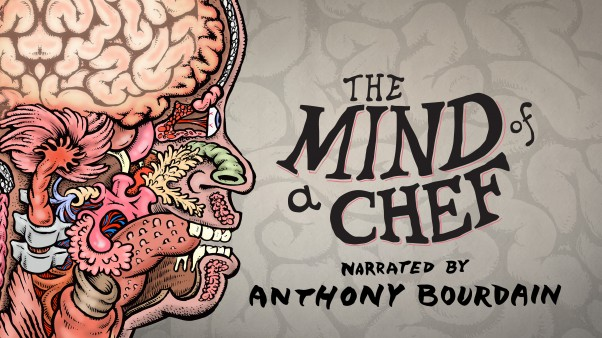 THE
MIND of
a CHEF
NARRATED BY
ANTHONY BOURDAIN